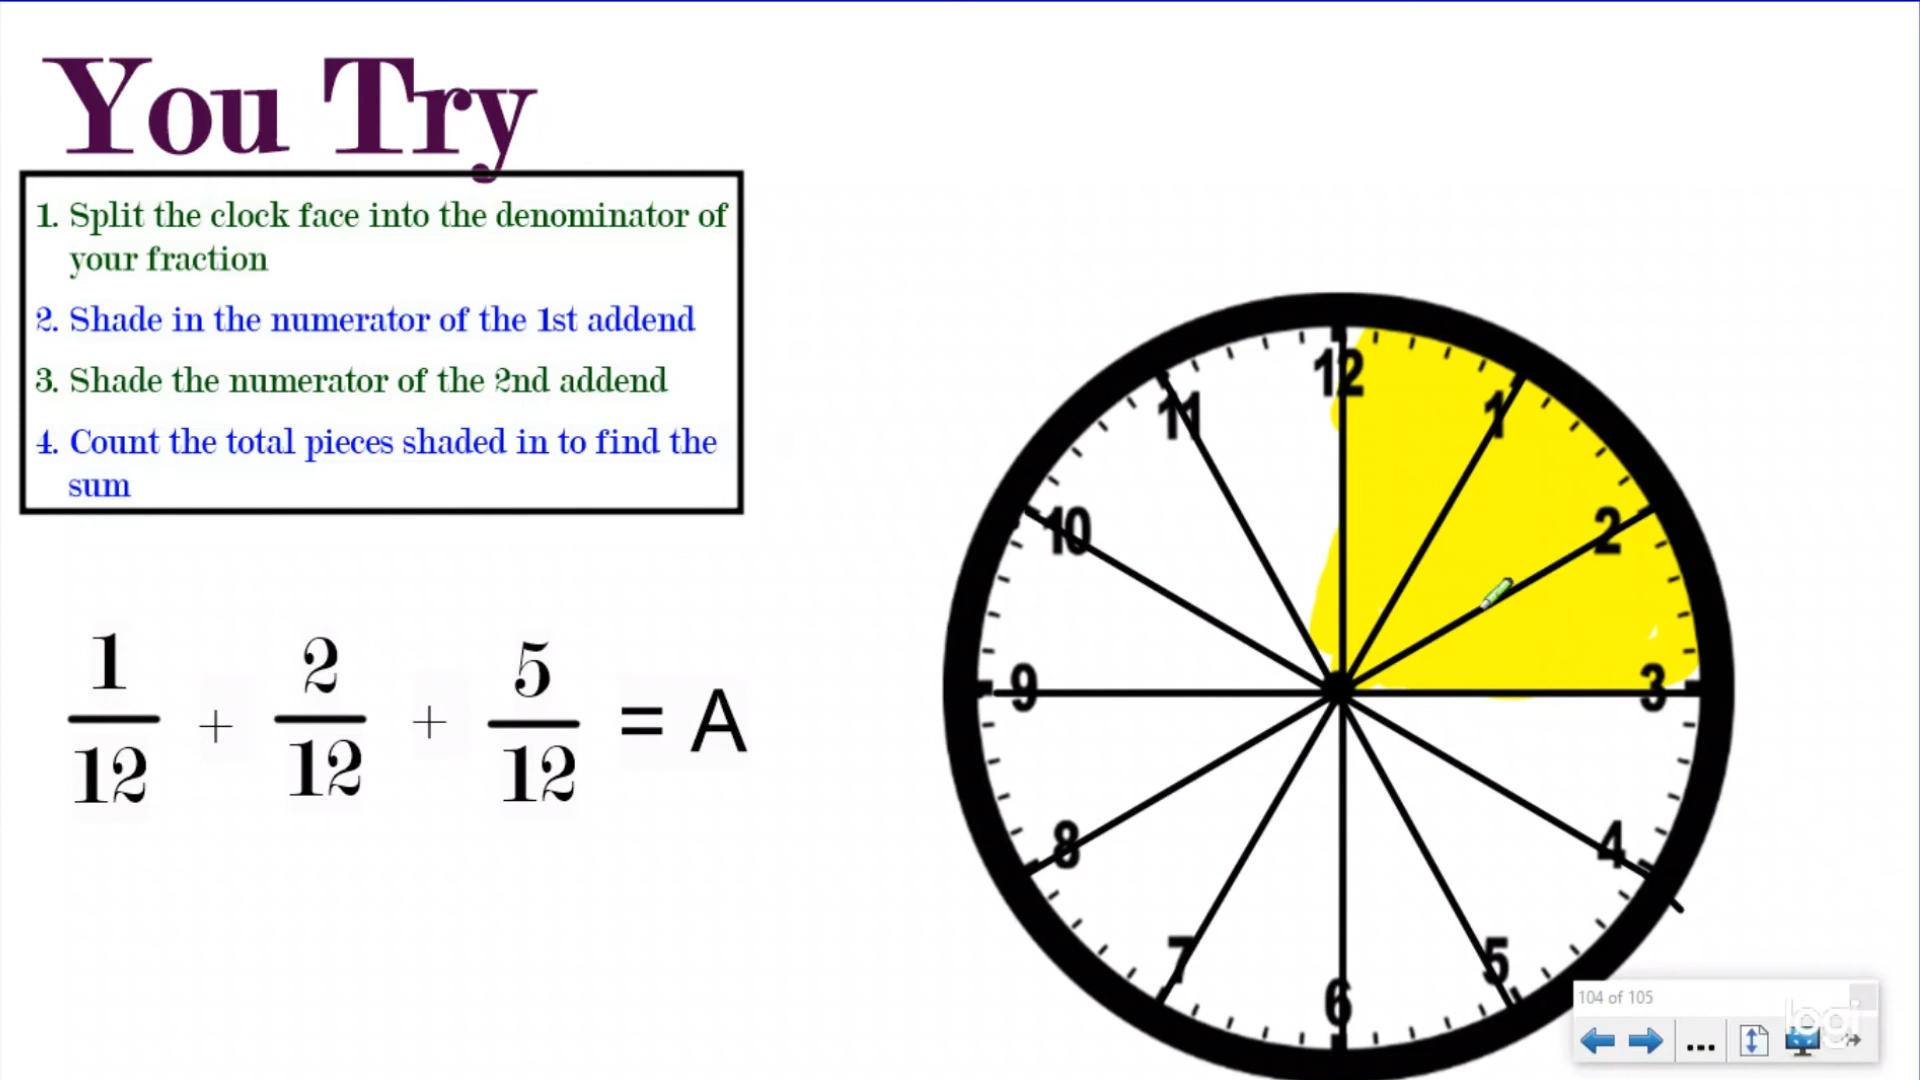 You Try
1. Split the clock face into the denominator of
your fraction
2. Shade in the numerator of the 1st addend
3. Shade the numerator of the 2nd addend
4. Count the total pieces shaded in to find the
sum
1/12 + 2/12 + 5/12 = A
12
11
1
10
2
9
3
8
4
7
5
6
104 of 105
...
logi